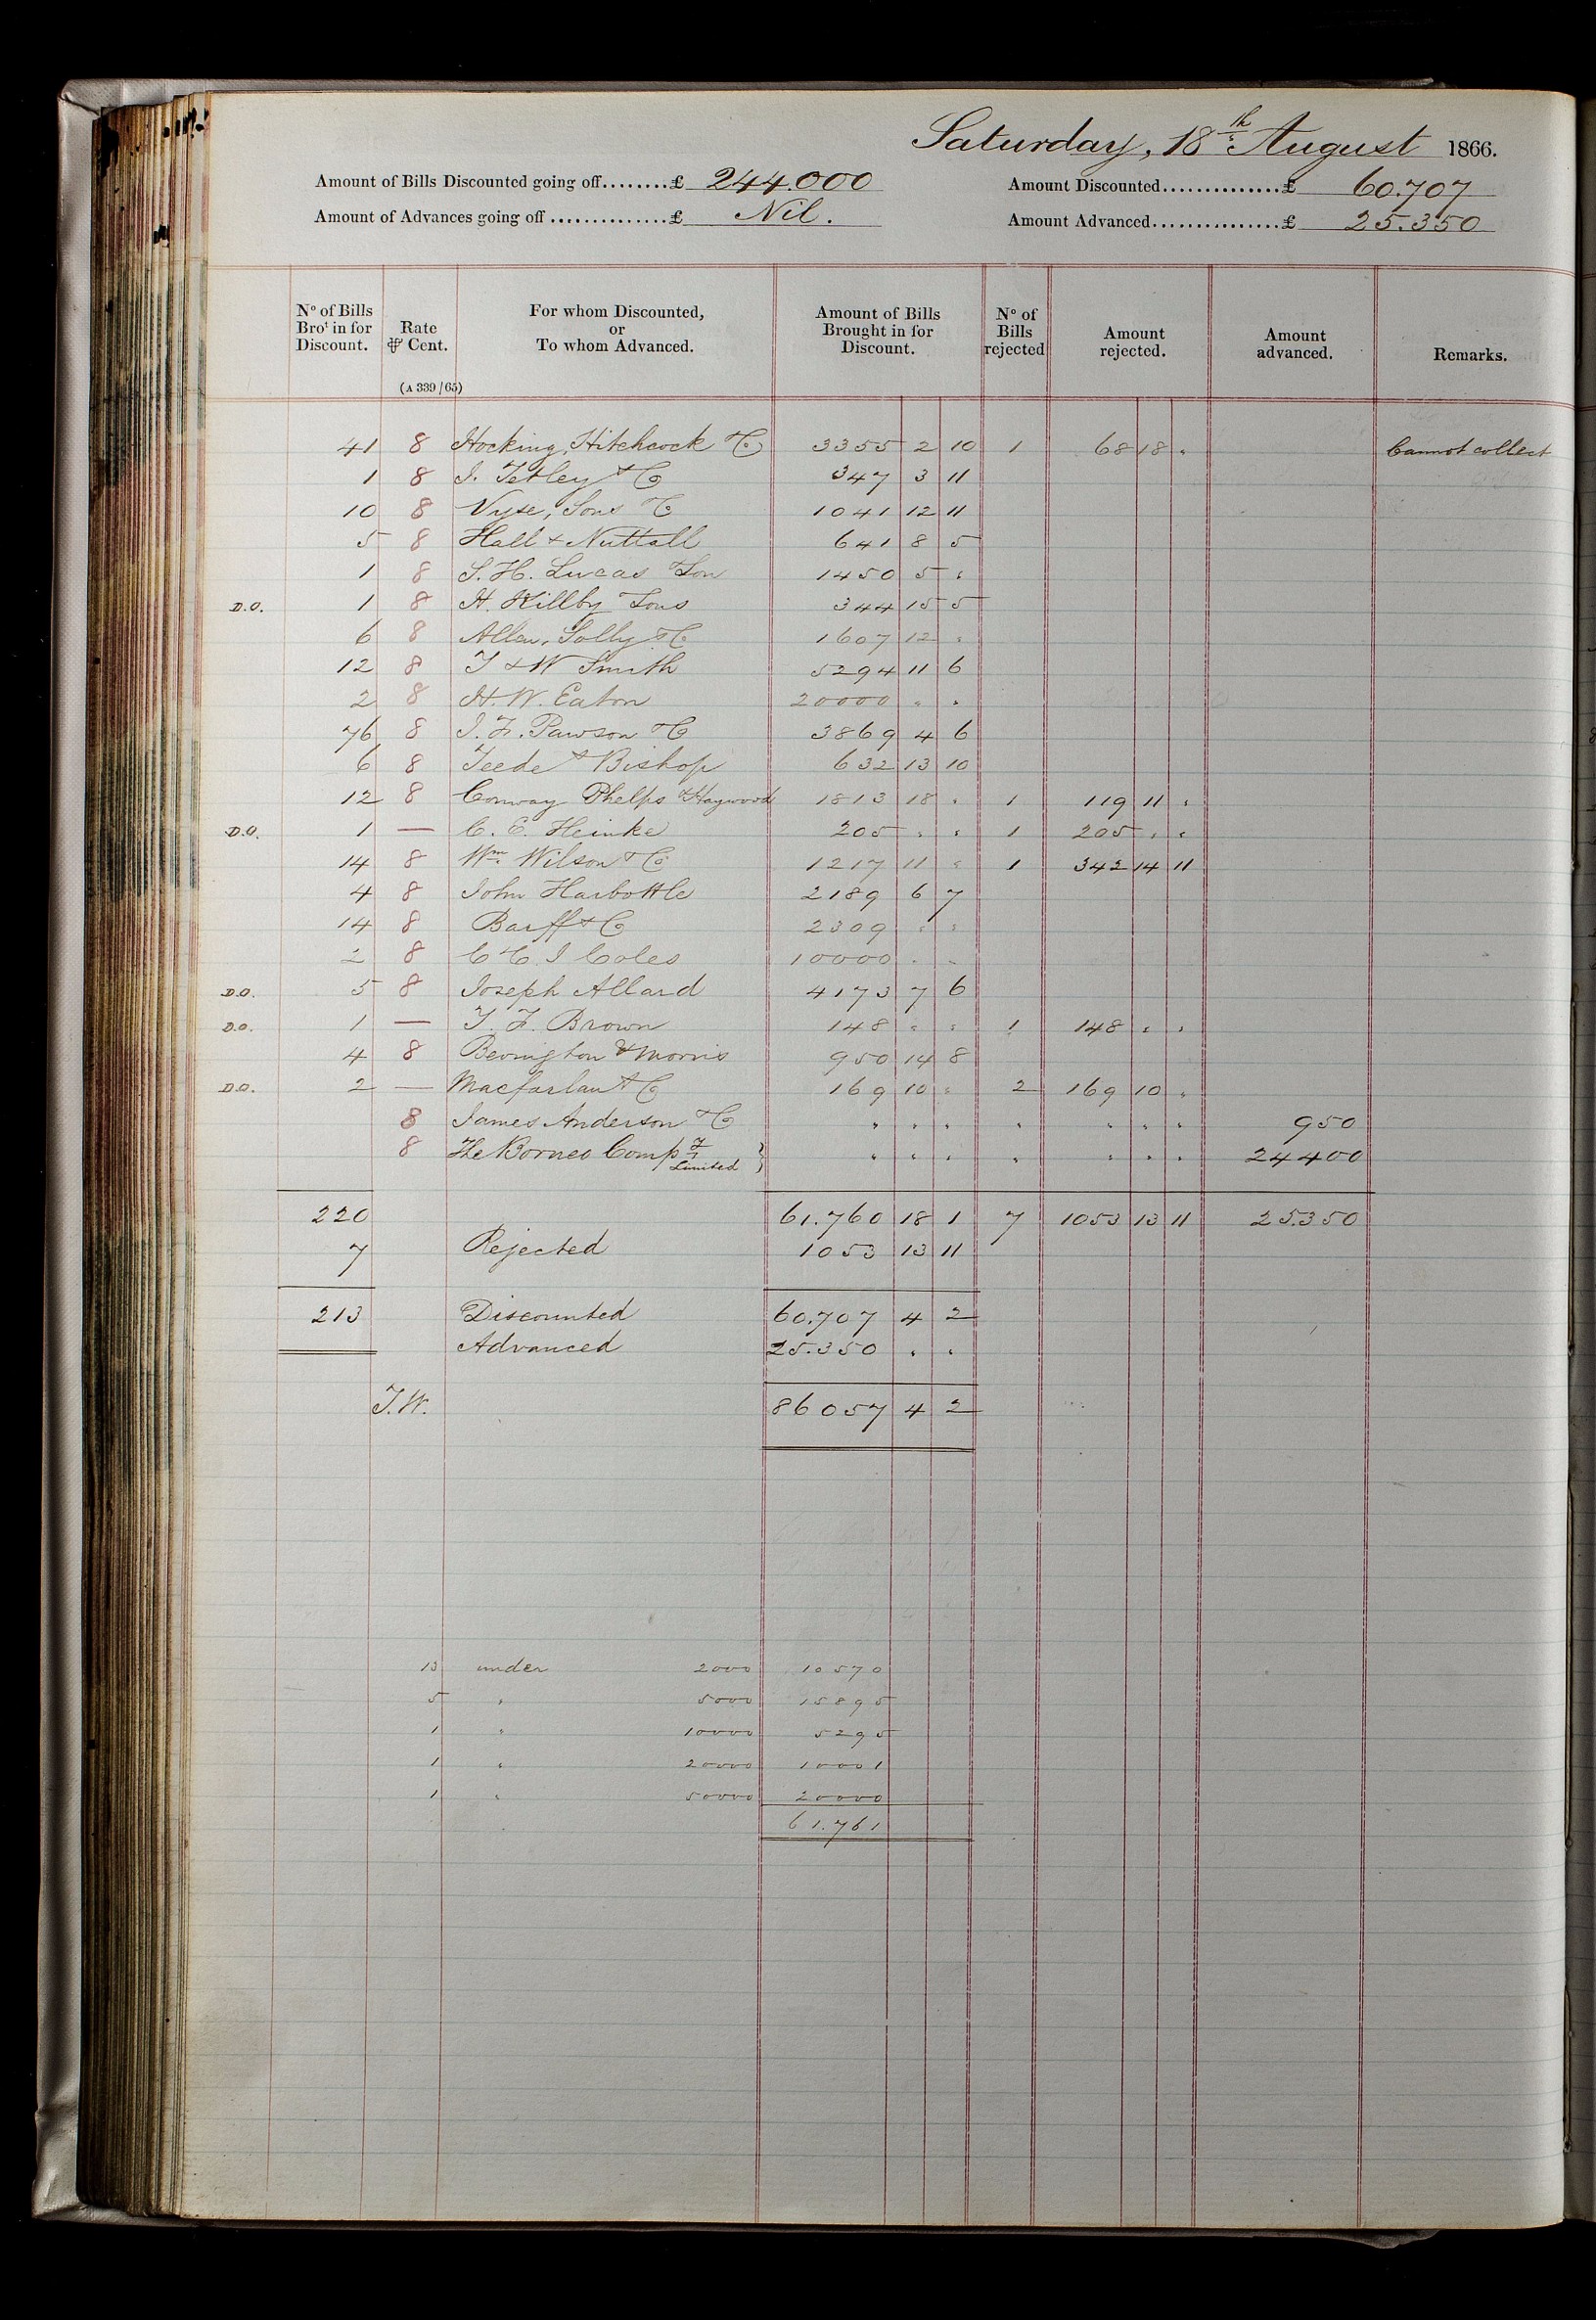 Saturday, 18th August 1866.
Amount of Bills Discounted going off........£ 244.000 Amount Discounted..............£ 60.707
Amount of Advances going off ..............£ Nil. Amount Advanced...............£ 25.350
No of Bills Brot in for Discount. Rate ⅌ Cent. For whom Discounted, or To whom Advanced. Amount of Bills Brought in for Discount. No of Bills rejected Amount rejected. Amount advanced. Remarks.
(A 339/65)
41 8 Hocking, Hitchcock & Co 3355 2 10 1 68 18 " Cannot collect
1 8 J. Tetley & Co 347 3 11
10 8 Vyse, Sons & Co 1041 12 11
5 8 Hall & Nuttall 641 8 5
1 8 S. H. Lucas & Son 1450 5 "
D.O. 1 8 H. Killby & Sons 344 15 5
6 8 Allen, Solly & Co 1607 12 "
12 8 T & W Smith 5294 11 6
2 8 H. W. Eaton 20000 " "
76 8 J. F. Pawson & Co 3869 4 6
6 8 Teede & Bishop 632 13 10
12 8 Conway Phelps & Haywood 1813 18 " 1 119 11 "
D.O. 1 — C. E. Heinke 205 " " 1 205 " "
14 8 Wm. Wilson & Co 1217 11 " 1 342 14 11
4 8 John Harbottle 2189 6 7
14 8 Barff & Co 2309 " "
2 8 C & J Coles 10000 " "
D.O. 5 8 Joseph Allard 4173 7 6
D.O. 1 — T. F. Brown 148 " " 1 148 " "
4 8 Bevington & Morris 950 14 8
D.O. 2 — Macfarlan & Co 169 10 " 2 169 10 "
8 James Anderson & Co " " " " " " " 950
8 The Borneo Compy Limited } " " " " " " " 24400
220 61.760 18 1 7 1053 13 11 25.350
7 Rejected 1053 13 11
213 Discounted 60.707 4 2
Advanced 25.350 " "
T.W. 86057 4 2
13 under 2000 10570
5 " 5000 15895
1 " 10000 5295
1 " 20000 10001
1 " 50000 20000
61.761